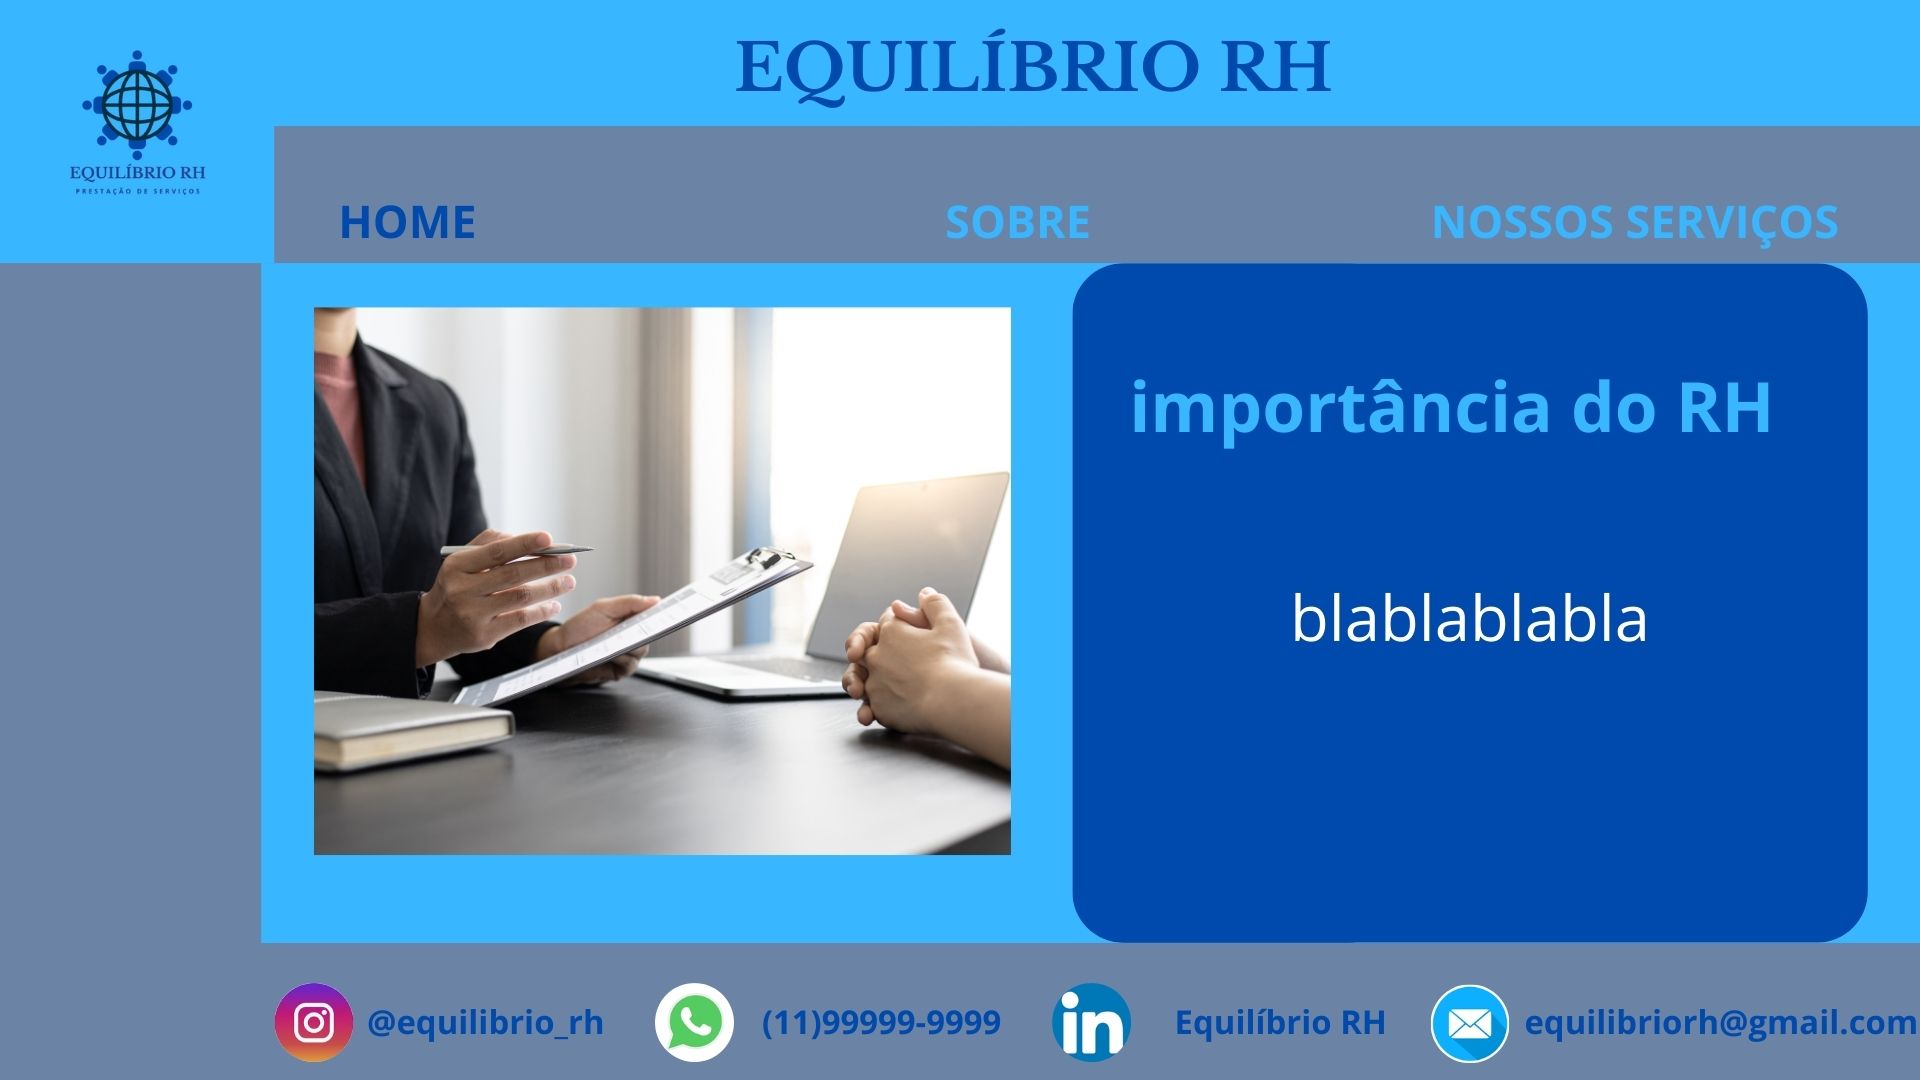 EQUILÍBRIO RH
EQUILÍBRIO RH
PRESTAÇÃO DE SERVIÇOS
HOME
SOBRE
NOSSOS SERVIÇOS
importância do RH
blablablabla
@equilibrio_rh
(11)99999-9999
in
Equilíbrio RH
equilibriorh@gmail.com